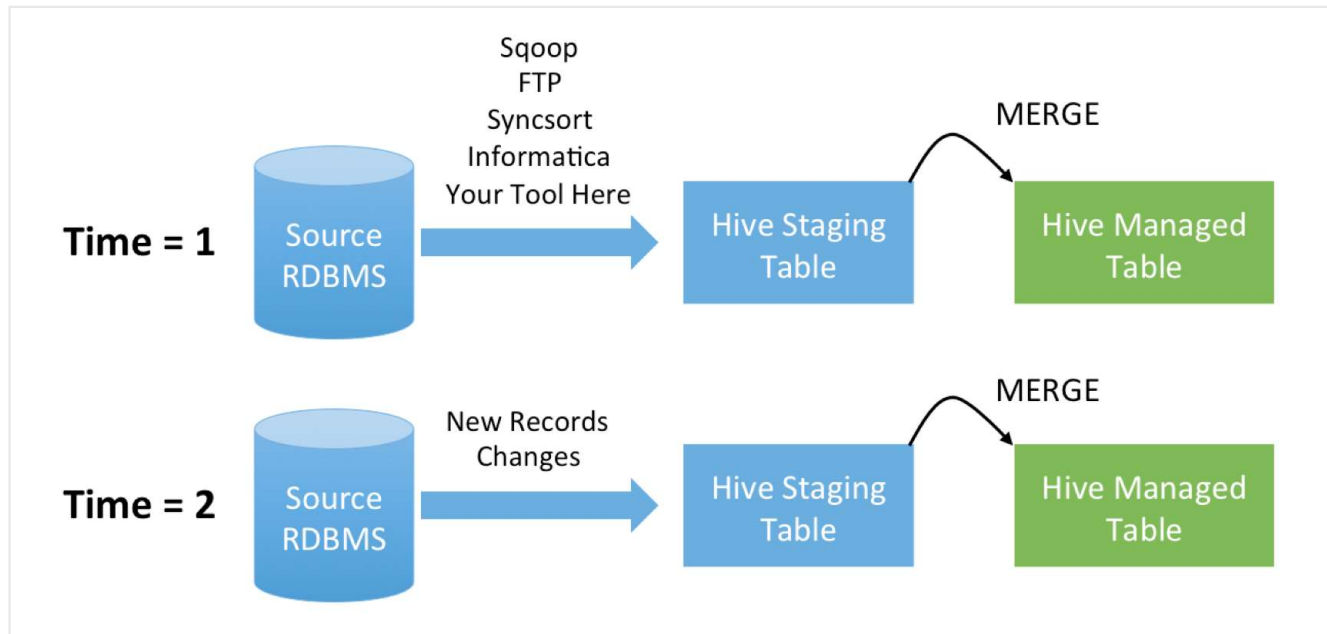 Sqoop
FTP
Syncsort
Informatica
Your Tool Here
MERGE
Time = 1
Source
RDBMS
Hive Staging
Table
Hive Managed
Table
New Records
Changes
MERGE
Time = 2
Source
RDBMS
Hive Staging
Table
Hive Managed
Table